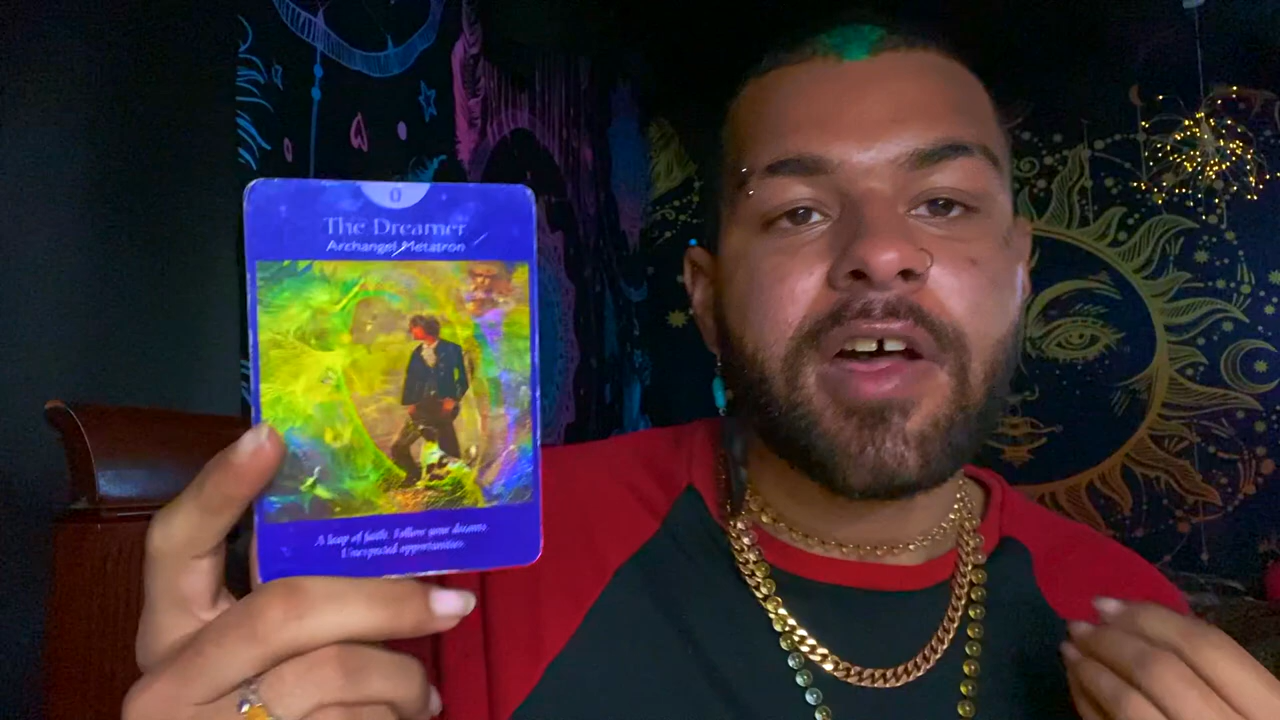 0
The Dreamer
Archangel Metatron
A leap of faith. Follow your dreams.
Unexpected opportunities.